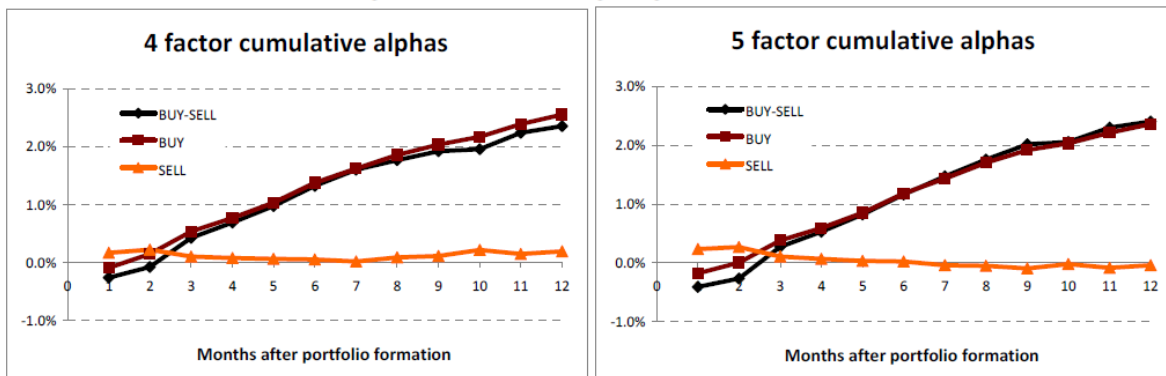 4 factor cumulative alphas
3.0%
2.0%
1.0%
0.0%
-1.0%
BUY-SELL
BUY
SELL
0 1 2 3 4 5 6 7 8 9 10 11 12
Months after portfolio formation
5 factor cumulative alphas
3.0%
2.0%
1.0%
0.0%
-1.0%
BUY-SELL
BUY
SELL
0 1 2 3 4 5 6 7 8 9 10 11 12
Months after portfolio formation